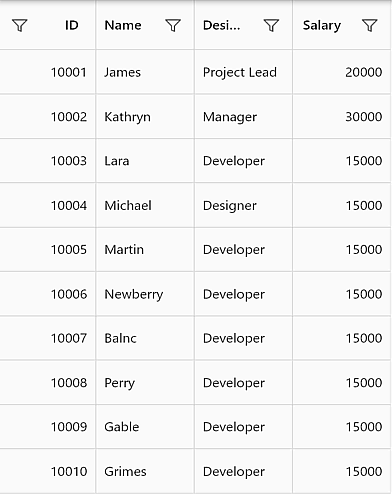 ID Name Desi... Salary
10001 James Project Lead 20000
10002 Kathryn Manager 30000
10003 Lara Developer 15000
10004 Michael Designer 15000
10005 Martin Developer 15000
10006 Newberry Developer 15000
10007 Balnc Developer 15000
10008 Perry Developer 15000
10009 Gable Developer 15000
10010 Grimes Developer 15000